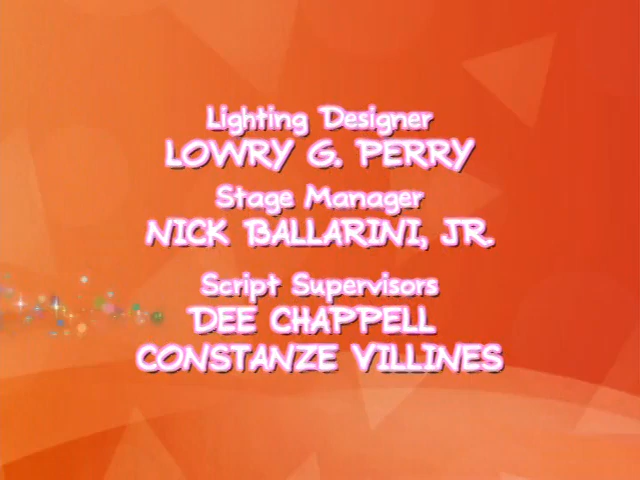 Lighting Designer
LOWRY G. PERRY
Stage Manager
NICK BALLARINI, JR.
Script Supervisors
DEE CHAPPELL
CONSTANZE VILLINES